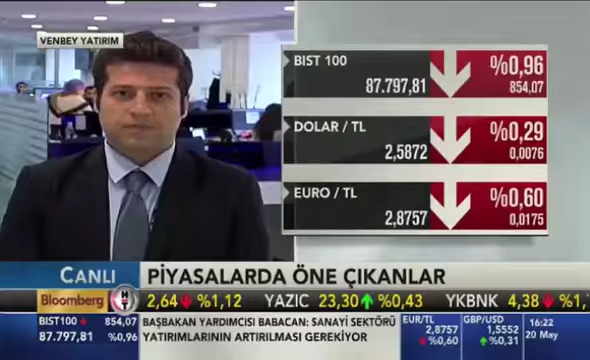 VENBEY YATIRIM
BIST 100
%0,96
87.797,81
854,07
DOLAR / TL
%0,29
2,5872
0,0076
EURO / TL
%0,60
2,8757
0,0175
CANLI
PİYASALARDA ÖNE ÇIKANLAR
Bloomberg HT
2,64 %1,12 YAZIC 23,30 %0,43 YKBNK 4,38 %1,
BIST100 854,07
87.797,81 %0,96
BAŞBAKAN YARDIMCISI BABACAN: SANAYİ SEKTÖRÜ
YATIRIMLARININ ARTIRILMASI GEREKİYOR
EUR/TL
2,8757
%0,60
GBP/USD
1,5552
%0,31
16:22
20 May